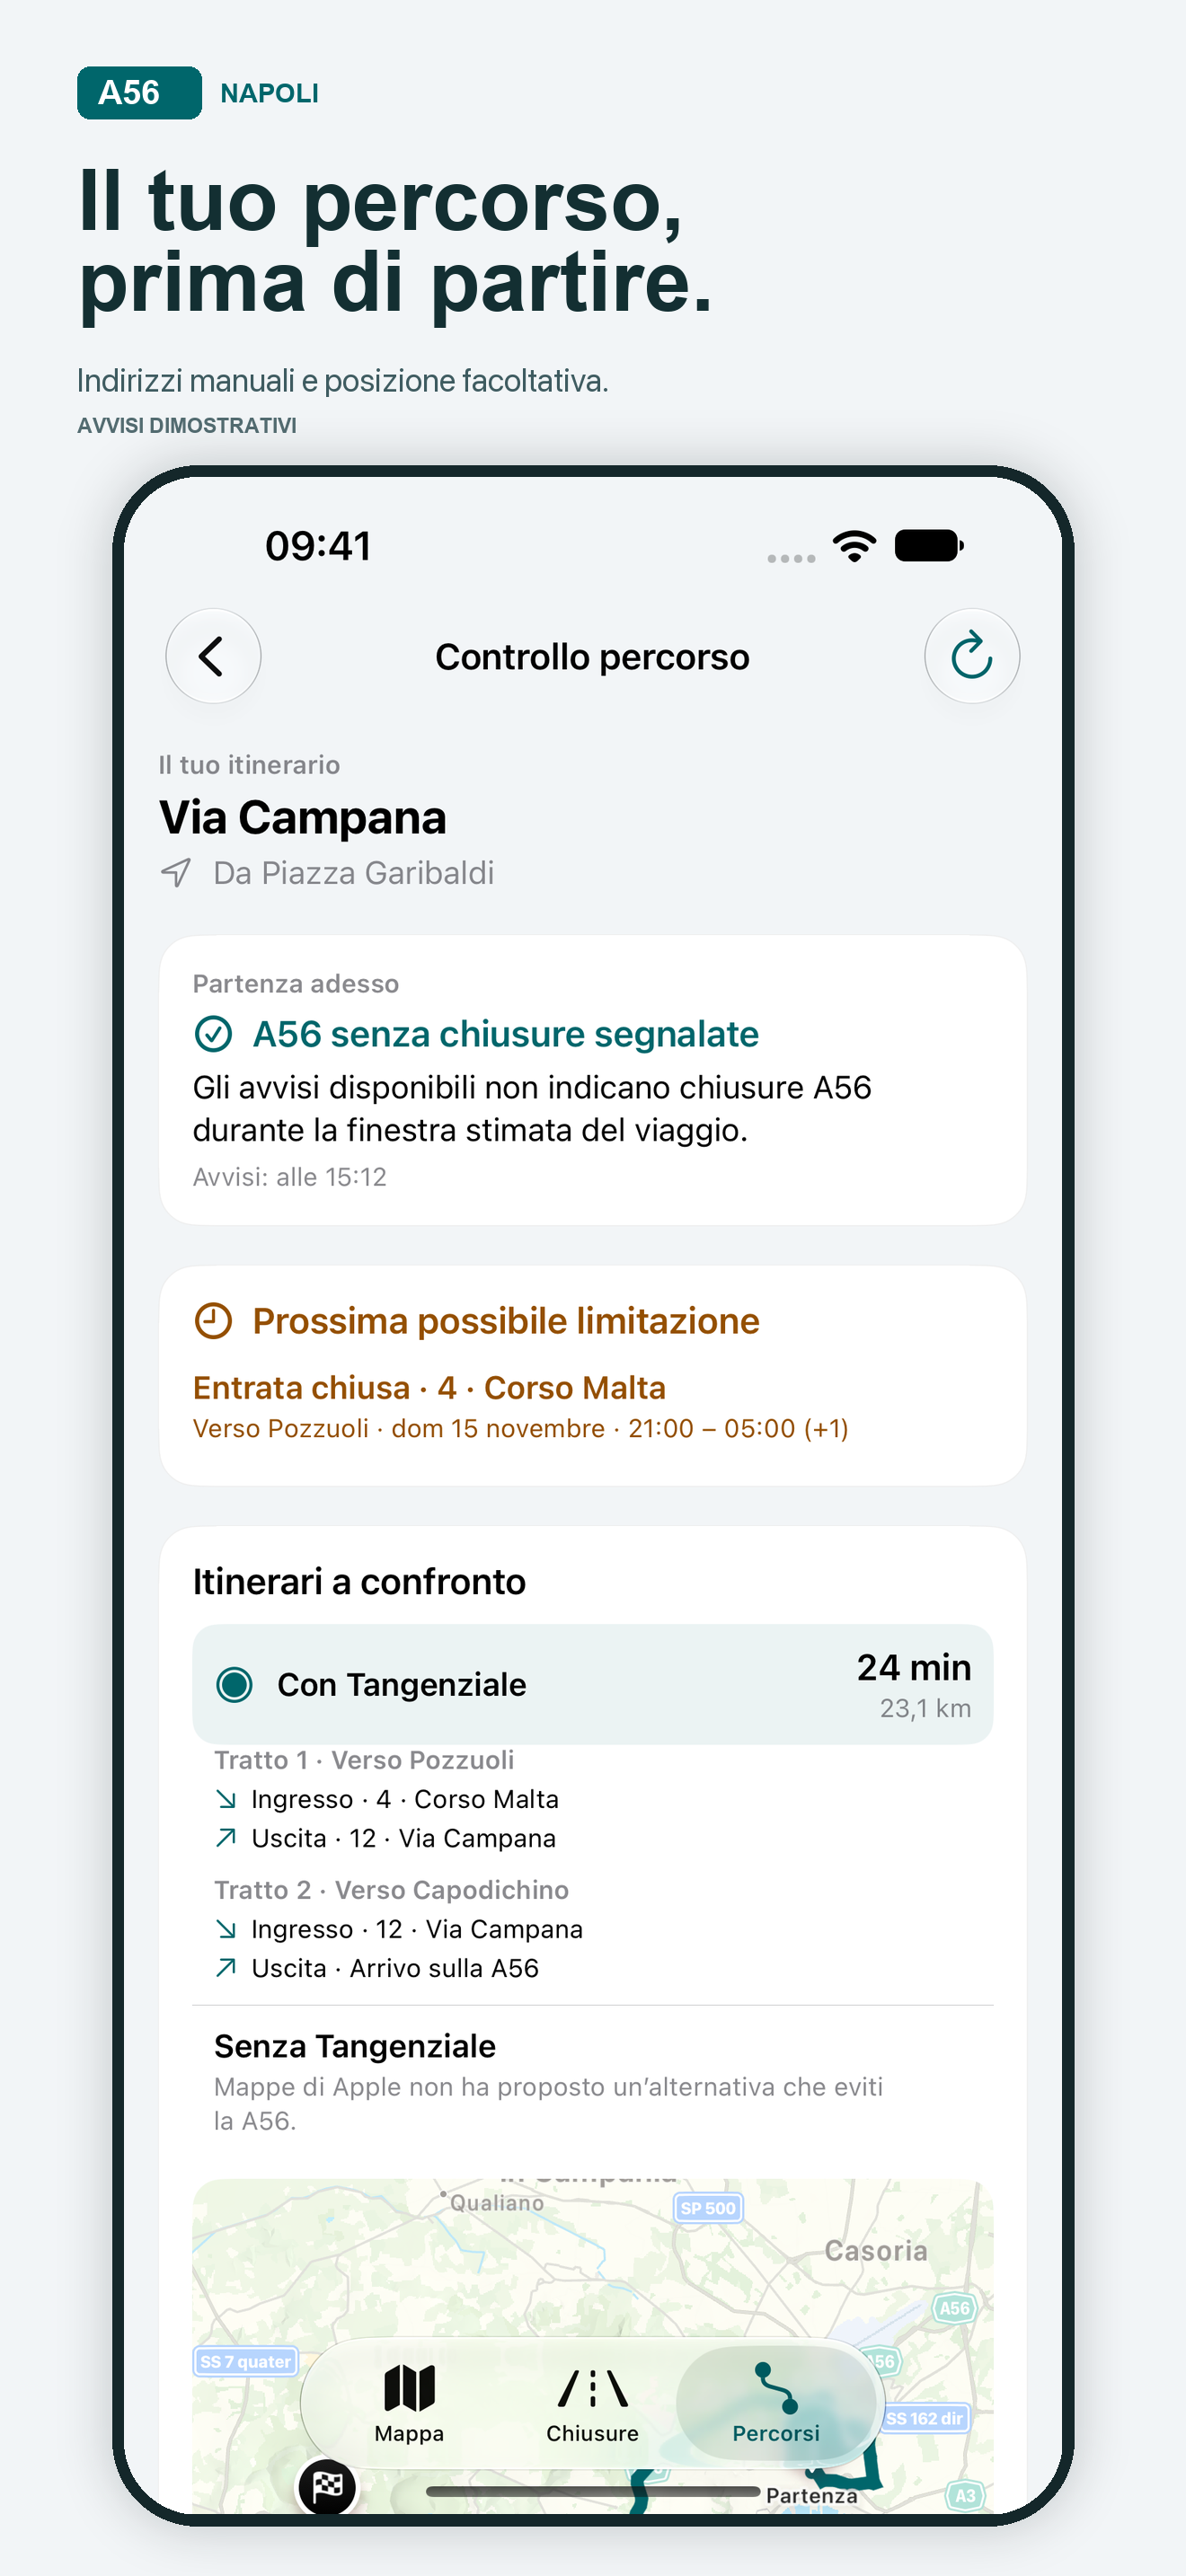 A56 NAPOLI
Il tuo percorso,
prima di partire.
Indirizzi manuali e posizione facoltativa.
AVVISI DIMOSTRATIVI
09:41
Controllo percorso
Il tuo itinerario
Via Campana
Da Piazza Garibaldi
Partenza adesso
A56 senza chiusure segnalate
Gli avvisi disponibili non indicano chiusure A56
durante la finestra stimata del viaggio.
Avvisi: alle 15:12
Prossima possibile limitazione
Entrata chiusa · 4 · Corso Malta
Verso Pozzuoli · dom 15 novembre · 21:00 – 05:00 (+1)
Itinerari a confronto
Con Tangenziale
24 min
23,1 km
Tratto 1 · Verso Pozzuoli
Ingresso · 4 · Corso Malta
Uscita · 12 · Via Campana
Tratto 2 · Verso Capodichino
Ingresso · 12 · Via Campana
Uscita · Arrivo sulla A56
Senza Tangenziale
Mappe di Apple non ha proposto un’alternativa che eviti
la A56.
in Campania
Qualiano
SP 500
Casoria
A56
SS 7 quater
A56
SS 162 dir
Mappa
Chiusure
Percorsi
Partenza
A3